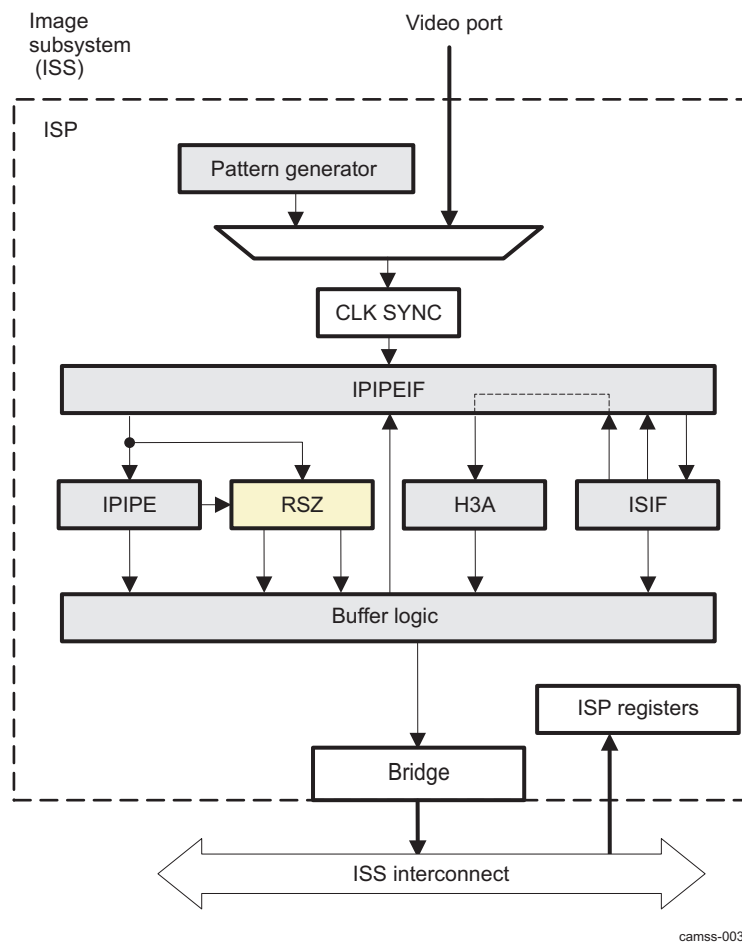 Image
subsystem
(ISS)
Video port
ISP
Pattern generator
CLK SYNC
IPIPEIF
IPIPE
RSZ
H3A
ISIF
Buffer logic
ISP registers
Bridge
ISS interconnect
camss-003